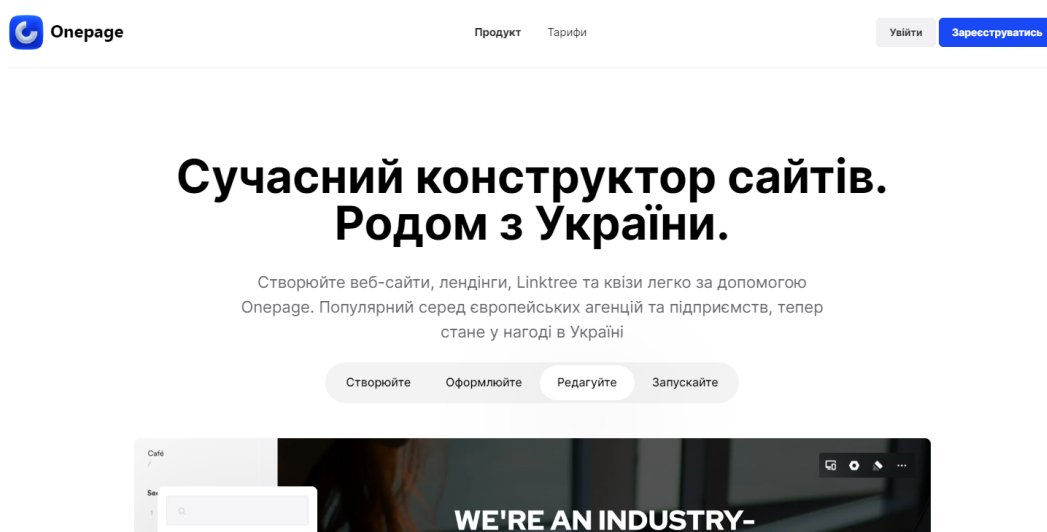 Onepage
Продукт Тарифи
Увійти Зареєструватись
Сучасний конструктор сайтів.
Родом з України.
Створюйте веб-сайти, лендінги, Linktree та квізи легко за допомогою
Onepage. Популярний серед європейських агенцій та підприємств, тепер
стане у нагоді в Україні
Створюйте Оформлюйте Редагуйте Запускайте
Café
/
1
WE'RE AN INDUSTRY-